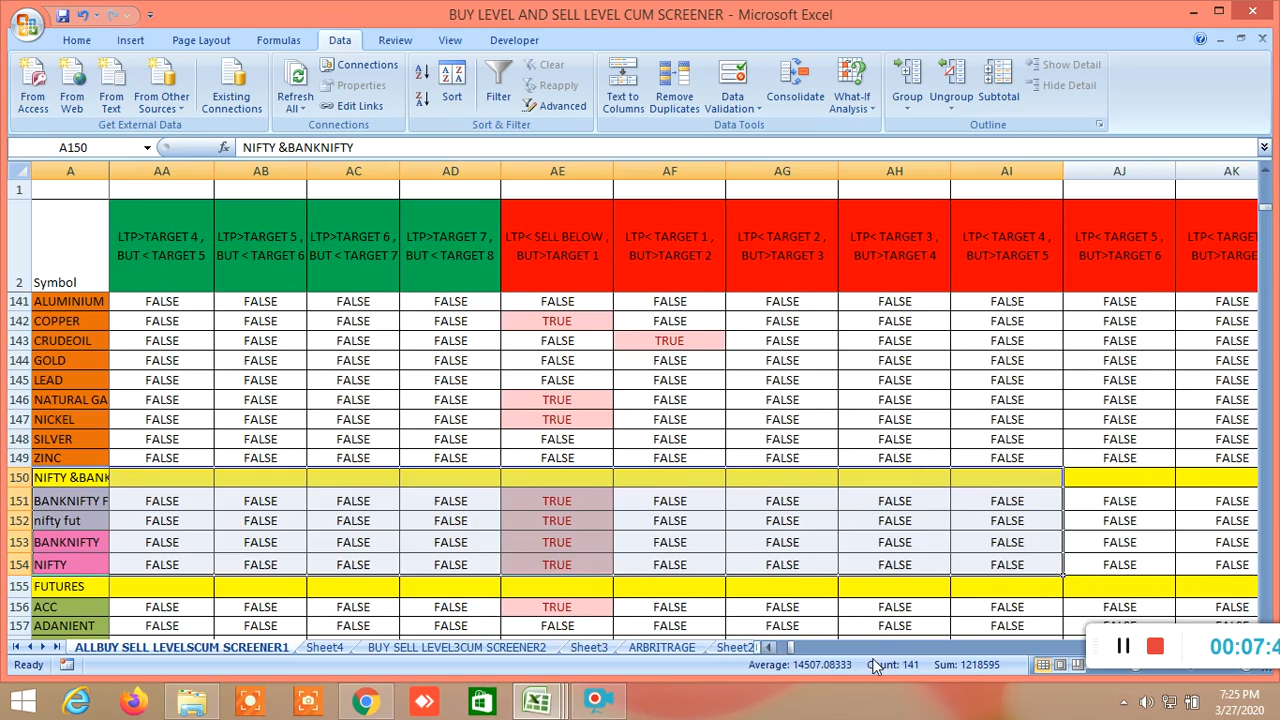 BUY LEVEL AND SELL LEVEL CUM SCREENER - Microsoft Excel
Home Insert Page Layout Formulas Data Review View Developer
From Access
From Web
From Text
From Other Sources
Existing Connections
Get External Data
Refresh All
Connections
Properties
Edit Links
Connections
Sort
Filter
Clear
Reapply
Advanced
Sort & Filter
Text to Columns
Remove Duplicates
Data Validation
Consolidate
What-If Analysis
Data Tools
Group
Ungroup
Subtotal
Show Detail
Hide Detail
Outline
A150 fx NIFTY &BANKNIFTY
A AA AB AC AD AE AF AG AH AI AJ AK
1
2 Symbol
LTP>TARGET 4 , BUT < TARGET 5
LTP>TARGET 5 , BUT < TARGET 6
LTP>TARGET 6 , BUT < TARGET 7
LTP>TARGET 7 , BUT < TARGET 8
LTP< SELL BELOW , BUT>TARGET 1
LTP< TARGET 1 , BUT>TARGET 2
LTP< TARGET 2 , BUT>TARGET 3
LTP< TARGET 3 , BUT>TARGET 4
LTP< TARGET 4 , BUT>TARGET 5
LTP< TARGET 5 , BUT>TARGET 6
141 ALUMINIUM FALSE FALSE FALSE FALSE FALSE FALSE FALSE FALSE FALSE FALSE FALSE
142 COPPER FALSE FALSE FALSE FALSE TRUE FALSE FALSE FALSE FALSE FALSE FALSE
143 CRUDEOIL FALSE FALSE FALSE FALSE FALSE TRUE FALSE FALSE FALSE FALSE FALSE
144 GOLD FALSE FALSE FALSE FALSE FALSE FALSE FALSE FALSE FALSE FALSE FALSE
145 LEAD FALSE FALSE FALSE FALSE FALSE FALSE FALSE FALSE FALSE FALSE FALSE
146 NATURAL GA FALSE FALSE FALSE FALSE TRUE FALSE FALSE FALSE FALSE FALSE FALSE
147 NICKEL FALSE FALSE FALSE FALSE TRUE FALSE FALSE FALSE FALSE FALSE FALSE
148 SILVER FALSE FALSE FALSE FALSE FALSE FALSE FALSE FALSE FALSE FALSE FALSE
149 ZINC FALSE FALSE FALSE FALSE FALSE FALSE FALSE FALSE FALSE FALSE FALSE
150 NIFTY &BANK
151 BANKNIFTY F FALSE FALSE FALSE FALSE TRUE FALSE FALSE FALSE FALSE FALSE FALSE
152 nifty fut FALSE FALSE FALSE FALSE TRUE FALSE FALSE FALSE FALSE FALSE FALSE
153 BANKNIFTY FALSE FALSE FALSE FALSE TRUE FALSE FALSE FALSE FALSE FALSE FALSE
154 NIFTY FALSE FALSE FALSE FALSE TRUE FALSE FALSE FALSE FALSE FALSE FALSE
155 FUTURES
156 ACC FALSE FALSE FALSE FALSE TRUE FALSE FALSE FALSE FALSE FALSE FALSE
157 ADANIENT FALSE FALSE FALSE FALSE FALSE FALSE FALSE FALSE FALSE FALSE FALSE
ALLBUY SELL LEVELSCUM SCREENER1 Sheet4 BUY SELL LEVEL3CUM SCREENER2 Sheet3 ARBRITRAGE Sheet2
Ready Average: 14507.08333 Count: 141 Sum: 1218595
00:07:4
7:25 PM
3/27/2020